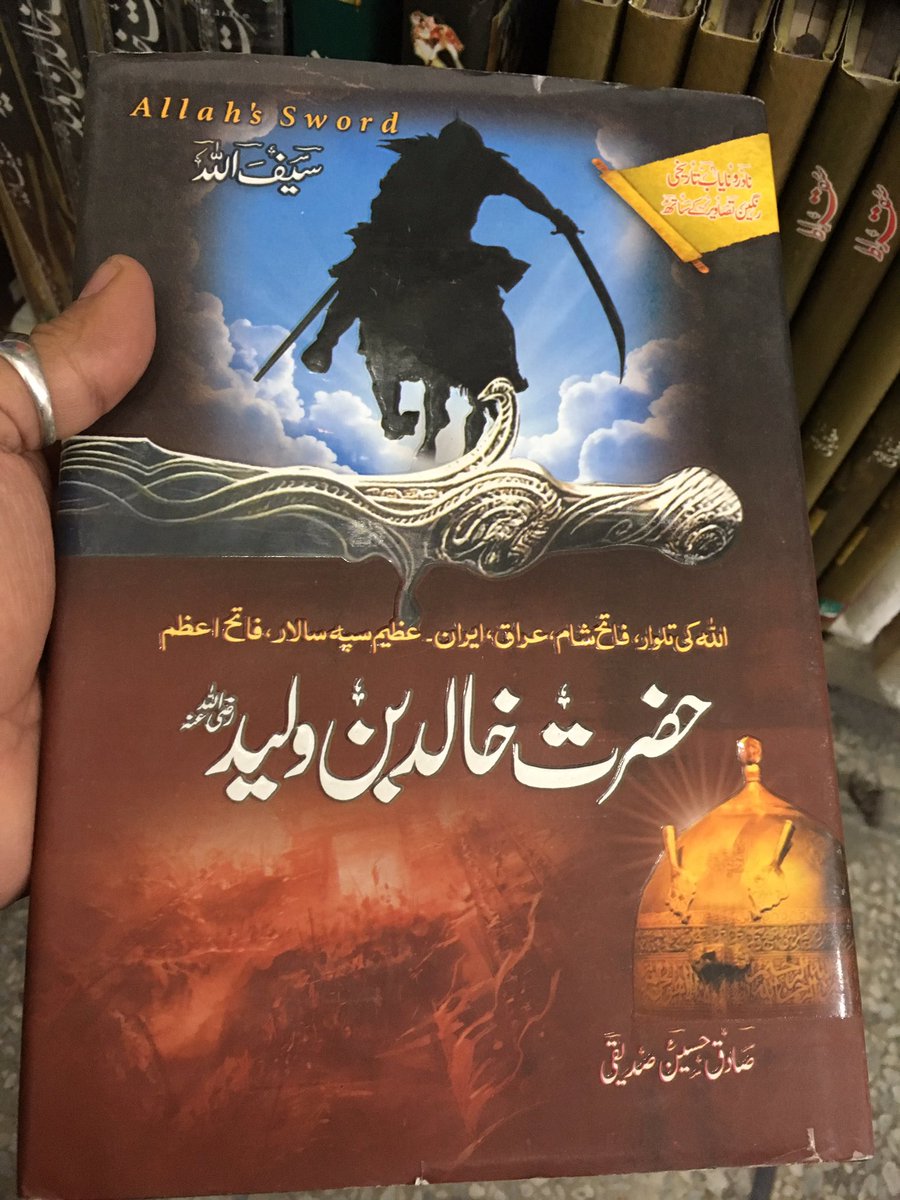 Allah's Sword
سیف اللہ
نادر و نایاب تاریخی
رنگین تصاویر کے ساتھ
اللہ کی تلوار، فاتح شام، عراق، ایران۔ عظیم سپہ سالار، فاتح اعظم
حضرت خالد بن ولید رضی اللہ عنہ
صادق حسین صدیقی